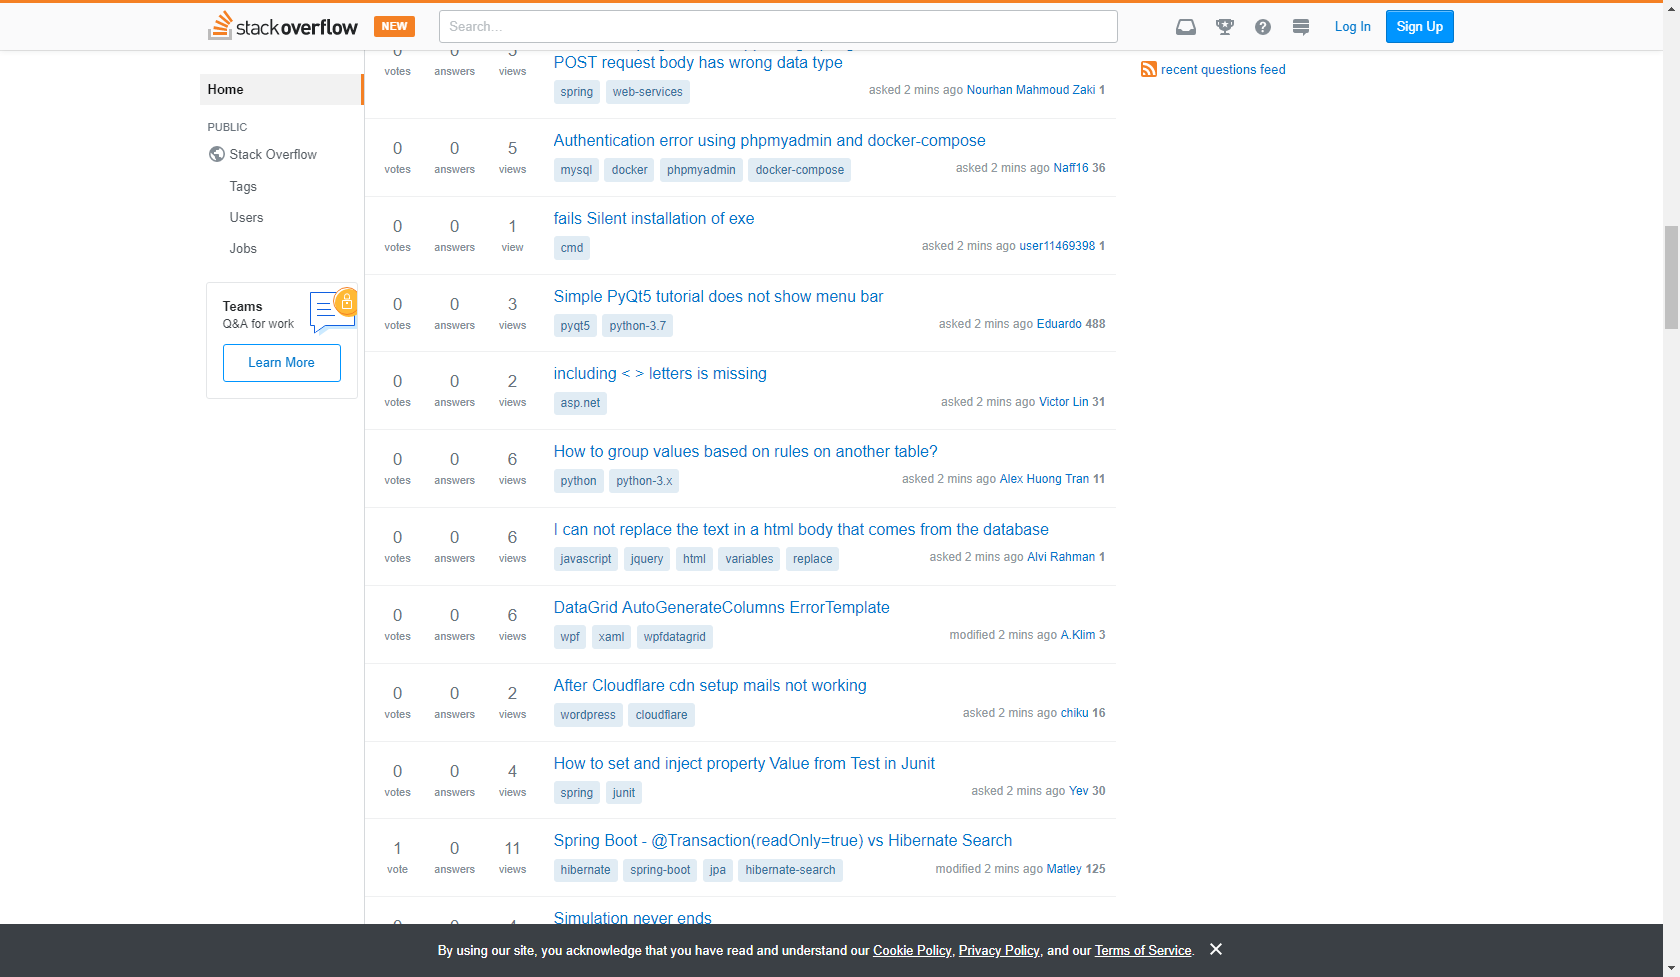 stackoverflow NEW Search... Log In Sign Up
Home
PUBLIC
Stack Overflow
Tags
Users
Jobs
Teams
Q&A for work
Learn More
votes answers views
POST request body has wrong data type
spring web-services
asked 2 mins ago Nourhan Mahmoud Zaki 1
recent questions feed
0 votes 0 answers 5 views
Authentication error using phpmyadmin and docker-compose
mysql docker phpmyadmin docker-compose
asked 2 mins ago Naff16 36
0 votes 0 answers 1 view
fails Silent installation of exe
cmd
asked 2 mins ago user11469398 1
0 votes 0 answers 3 views
Simple PyQt5 tutorial does not show menu bar
pyqt5 python-3.7
asked 2 mins ago Eduardo 488
0 votes 0 answers 2 views
including < > letters is missing
asp.net
asked 2 mins ago Victor Lin 31
0 votes 0 answers 6 views
How to group values based on rules on another table?
python python-3.x
asked 2 mins ago Alex Huong Tran 11
0 votes 0 answers 6 views
I can not replace the text in a html body that comes from the database
javascript jquery html variables replace
asked 2 mins ago Alvi Rahman 1
0 votes 0 answers 6 views
DataGrid AutoGenerateColumns ErrorTemplate
wpf xaml wpfdatagrid
modified 2 mins ago A.Klim 3
0 votes 0 answers 2 views
After Cloudflare cdn setup mails not working
wordpress cloudflare
asked 2 mins ago chiku 16
0 votes 0 answers 4 views
How to set and inject property Value from Test in Junit
spring junit
asked 2 mins ago Yev 30
1 vote 0 answers 11 views
Spring Boot - @Transaction(readOnly=true) vs Hibernate Search
hibernate spring-boot jpa hibernate-search
modified 2 mins ago Matley 125
Simulation never ends
By using our site, you acknowledge that you have read and understand our Cookie Policy, Privacy Policy, and our Terms of Service.